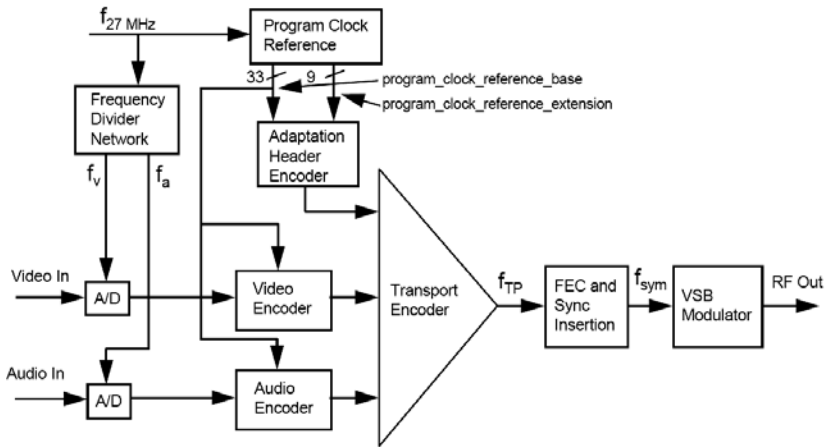 f27 MHz
Program Clock
Reference
33
9
program_clock_reference_base
program_clock_reference_extension
Frequency
Divider
Network
Adaptation
Header
Encoder
fv
fa
Video In
A/D
Video
Encoder
Transport
Encoder
fTP
FEC and
Sync
Insertion
fsym
VSB
Modulator
RF Out
Audio In
A/D
Audio
Encoder